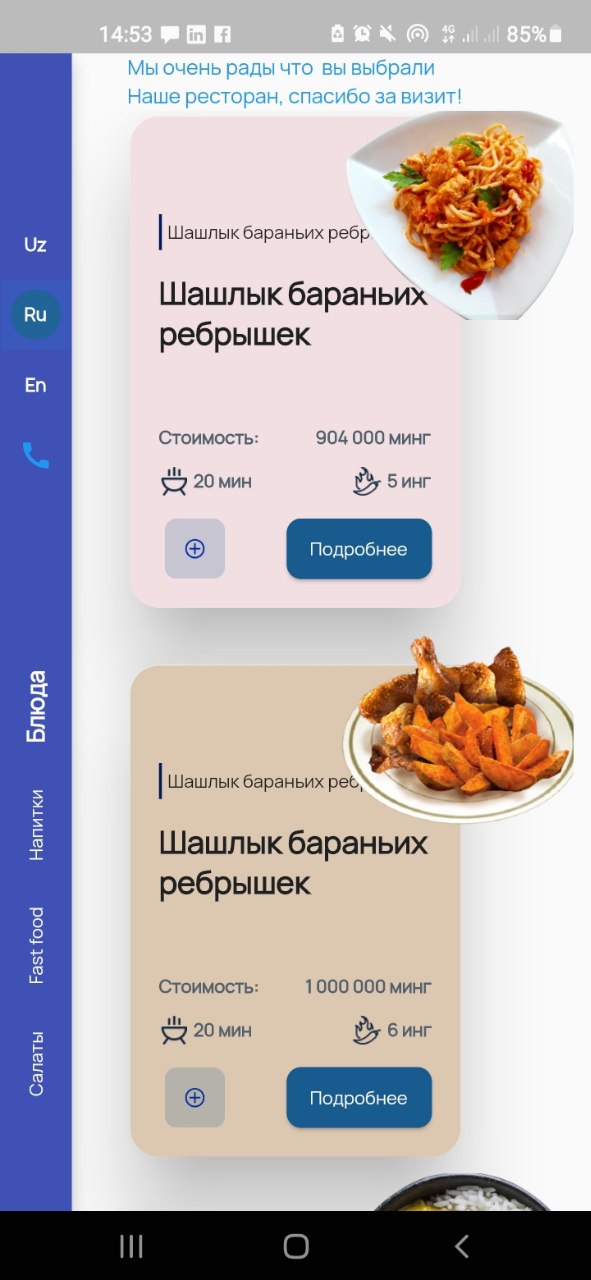 14:53
4G
85%
Мы очень рады что  вы выбрали
Наше ресторан, спасибо за визит!
Uz
Ru
En
Блюда
Напитки
Fast food
Салаты
Шашлык бараньих
Шашлык бараньих
ребрышек
Стоимость: 904 000 минг
20 мин 5 инг
Подробнее
Шашлык бараньих
Шашлык бараньих
ребрышек
Стоимость: 1 000 000 минг
20 мин 6 инг
Подробнее